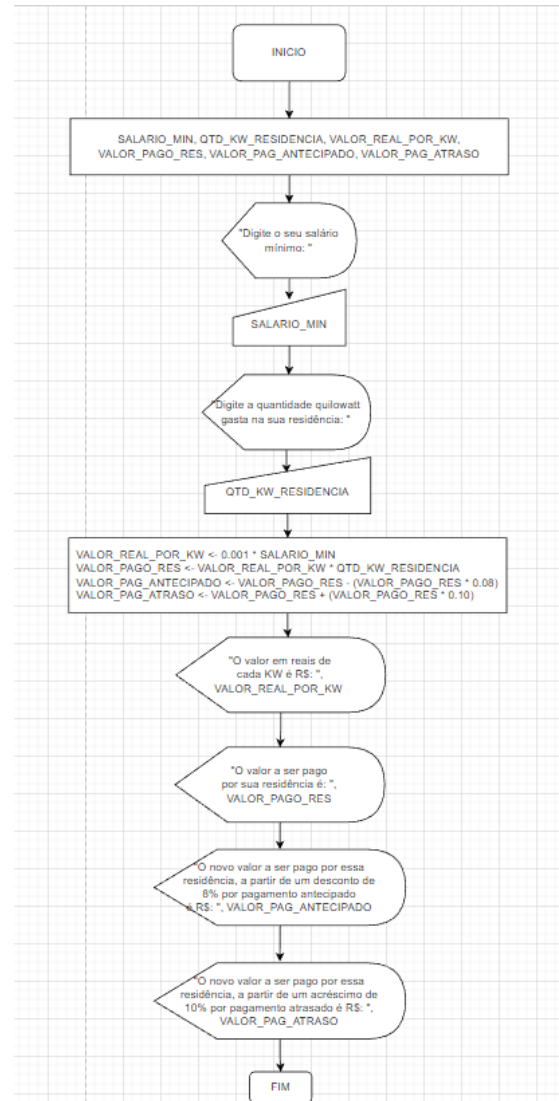 INICIO
SALARIO_MIN, QTD_KW_RESIDENCIA, VALOR_REAL_POR_KW,
VALOR_PAGO_RES, VALOR_PAG_ANTECIPADO, VALOR_PAG_ATRASO
"Digite o seu salário
mínimo: "
SALARIO_MIN
"Digite a quantidade quilowatt
gasta na sua residência: "
QTD_KW_RESIDENCIA
VALOR_REAL_POR_KW <- 0.001 * SALARIO_MIN
VALOR_PAGO_RES <- VALOR_REAL_POR_KW * QTD_KW_RESIDENCIA
VALOR_PAG_ANTECIPADO <- VALOR_PAGO_RES - (VALOR_PAGO_RES * 0.08)
VALOR_PAG_ATRASO <- VALOR_PAGO_RES + (VALOR_PAGO_RES * 0.10)
"O valor em reais de
cada KW é R$: ",
VALOR_REAL_POR_KW
"O valor a ser pago
por sua residência é: ",
VALOR_PAGO_RES
"O novo valor a ser pago por essa
residência, a partir de um desconto de
8% por pagamento antecipado
é R$: ", VALOR_PAG_ANTECIPADO
"O novo valor a ser pago por essa
residência, a partir de um acréscimo de
10% por pagamento atrasado é R$: ",
VALOR_PAG_ATRASO
FIM